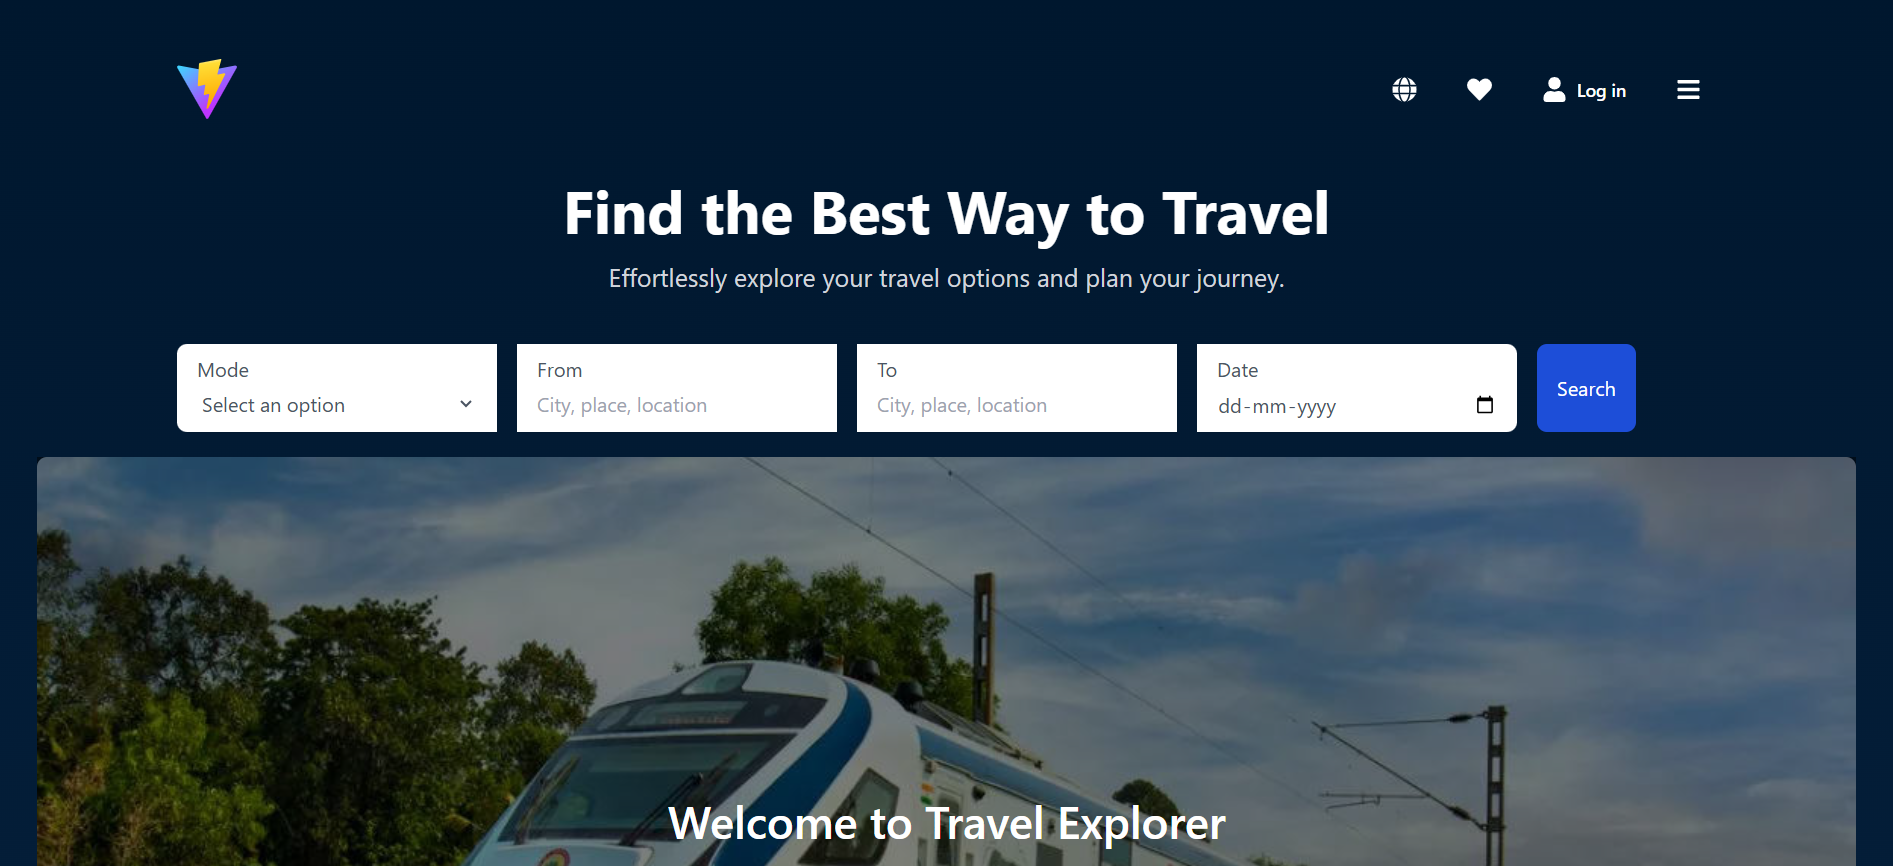 Log in
Find the Best Way to Travel
Effortlessly explore your travel options and plan your journey.
Mode
Select an option
From
City, place, location
To
City, place, location
Date
dd-mm-yyyy
Search
Welcome to Travel Explorer